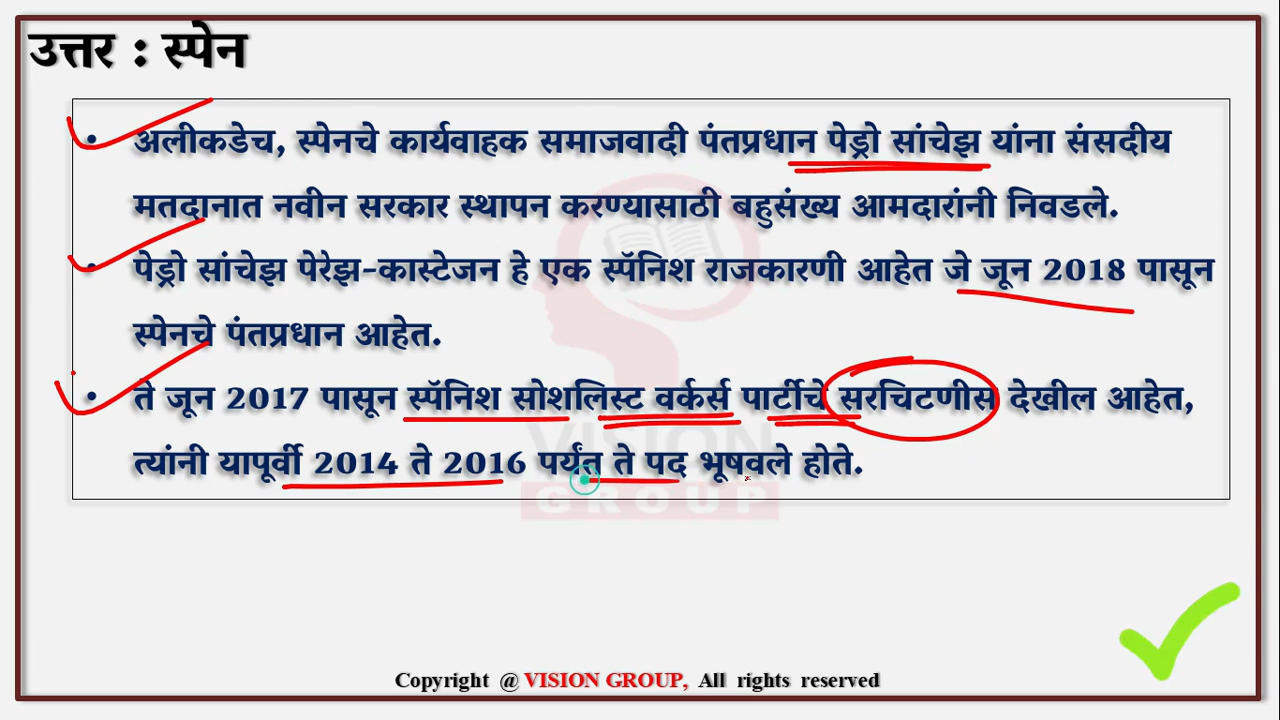 उत्तर : स्पेन
• अलीकडेच, स्पेनचे कार्यवाहक समाजवादी पंतप्रधान पेड्रो सांचेझ यांना संसदीय
मतदानात नवीन सरकार स्थापन करण्यासाठी बहुसंख्य आमदारांनी निवडले.
• पेड्रो सांचेझ पेरेझ-कास्टेजन हे एक स्पॅनिश राजकारणी आहेत जे जून 2018 पासून
स्पेनचे पंतप्रधान आहेत.
• ते जून 2017 पासून स्पॅनिश सोशलिस्ट वर्कर्स पार्टीचे सरचिटणीस देखील आहेत,
त्यांनी यापूर्वी 2014 ते 2016 पर्यंत ते पद भूषवले होते.
VISION
GROUP
Copyright @ VISION GROUP, All rights reserved